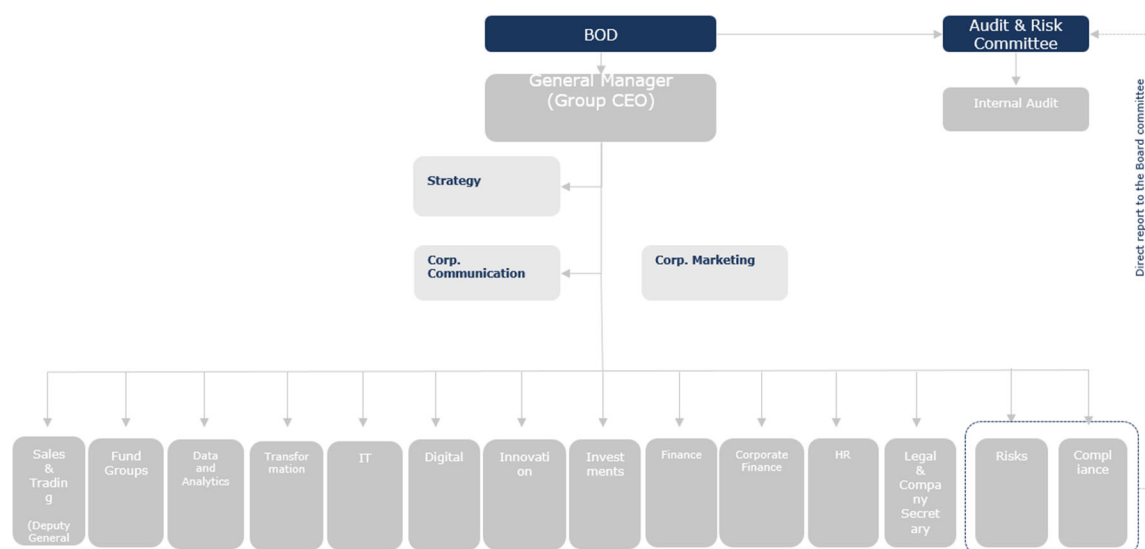 BOD
Audit & Risk
Committee
General Manager
(Group CEO)
Internal Audit
Direct report to the Board committee
Strategy
Corp.
Communication
Corp. Marketing
Sales
&
Tradin
g
(Deputy
General
Fund
Groups
Data
and
Analytics
Transfor
mation
IT
Digital
Innovati
on
Invest
ments
Finance
Corporate
Finance
HR
Legal
&
Compa
ny
Secret
ary
Risks
Compl
iance